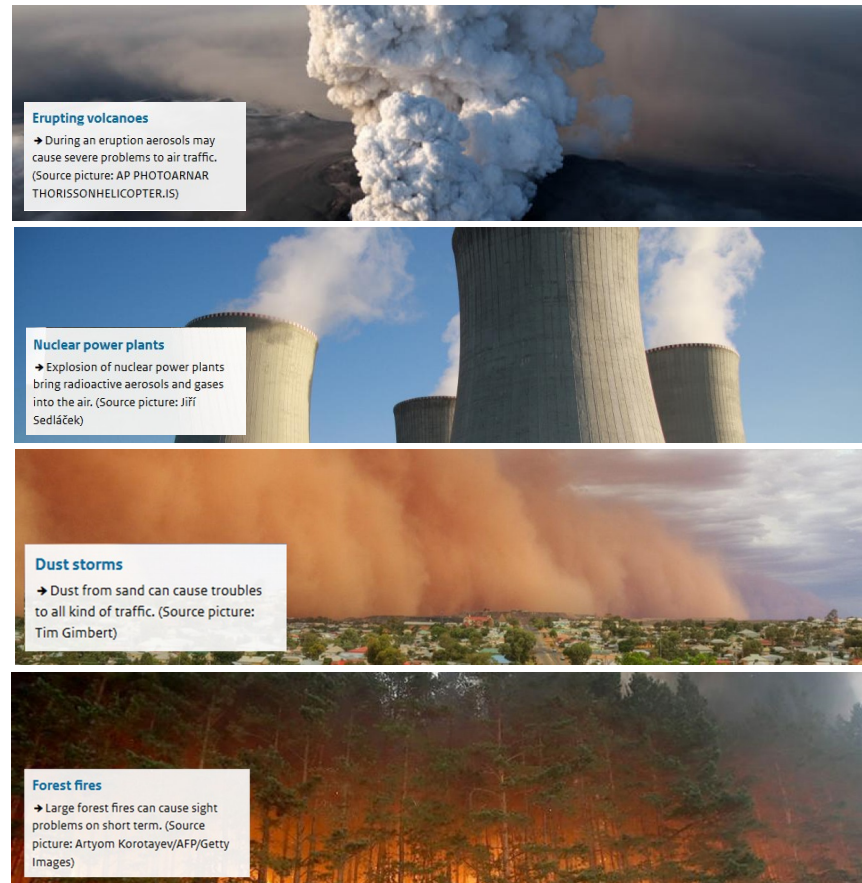 Erupting volcanoes
→ During an eruption aerosols may
cause severe problems to air traffic.
(Source picture: AP PHOTOARNAR
THORISSONHELICOPTER.IS)
Nuclear power plants
→ Explosion of nuclear power plants
bring radioactive aerosols and gases
into the air. (Source picture: Jiří
Sedláček)
Dust storms
→ Dust from sand can cause troubles
to all kind of traffic. (Source picture:
Tim Gimbert)
Forest fires
→ Large forest fires can cause sight
problems on short term. (Source
picture: Artyom Korotayev/AFP/Getty
Images)